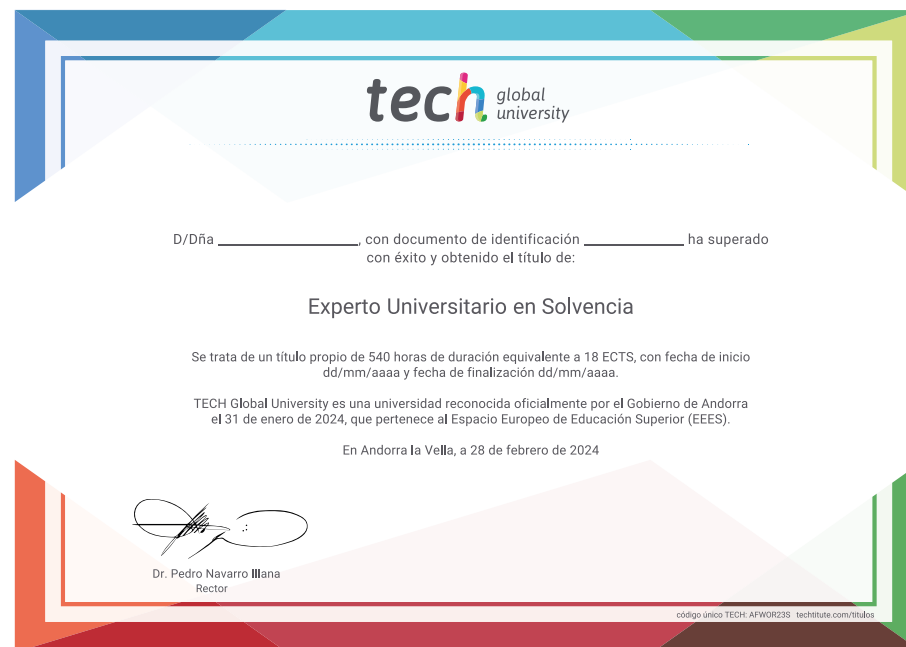 tech global university
D/Dña ______________, con documento de identificación __________ ha superado
con éxito y obtenido el título de:
Experto Universitario en Solvencia
Se trata de un título propio de 540 horas de duración equivalente a 18 ECTS, con fecha de inicio
dd/mm/aaaa y fecha de finalización dd/mm/aaaa.
TECH Global University es una universidad reconocida oficialmente por el Gobierno de Andorra
el 31 de enero de 2024, que pertenece al Espacio Europeo de Educación Superior (EEES).
En Andorra la Vella, a 28 de febrero de 2024
Dr. Pedro Navarro Illana
Rector
código único TECH: AFWOR23S techtitute.com/titulos